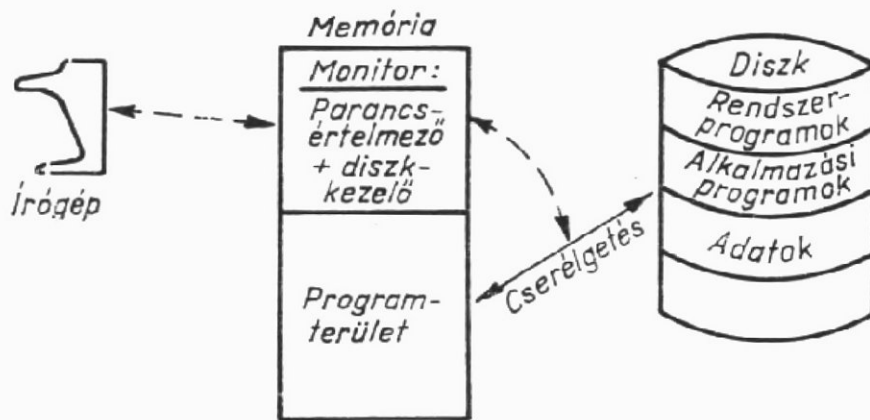 Memória
Monitor:
Parancs-
értelmező
+ diszk-
kezelő
Program-
terület
Írógép
Cserélgetés
Diszk
Rendszer-
programok
Alkalmazási
programok
Adatok